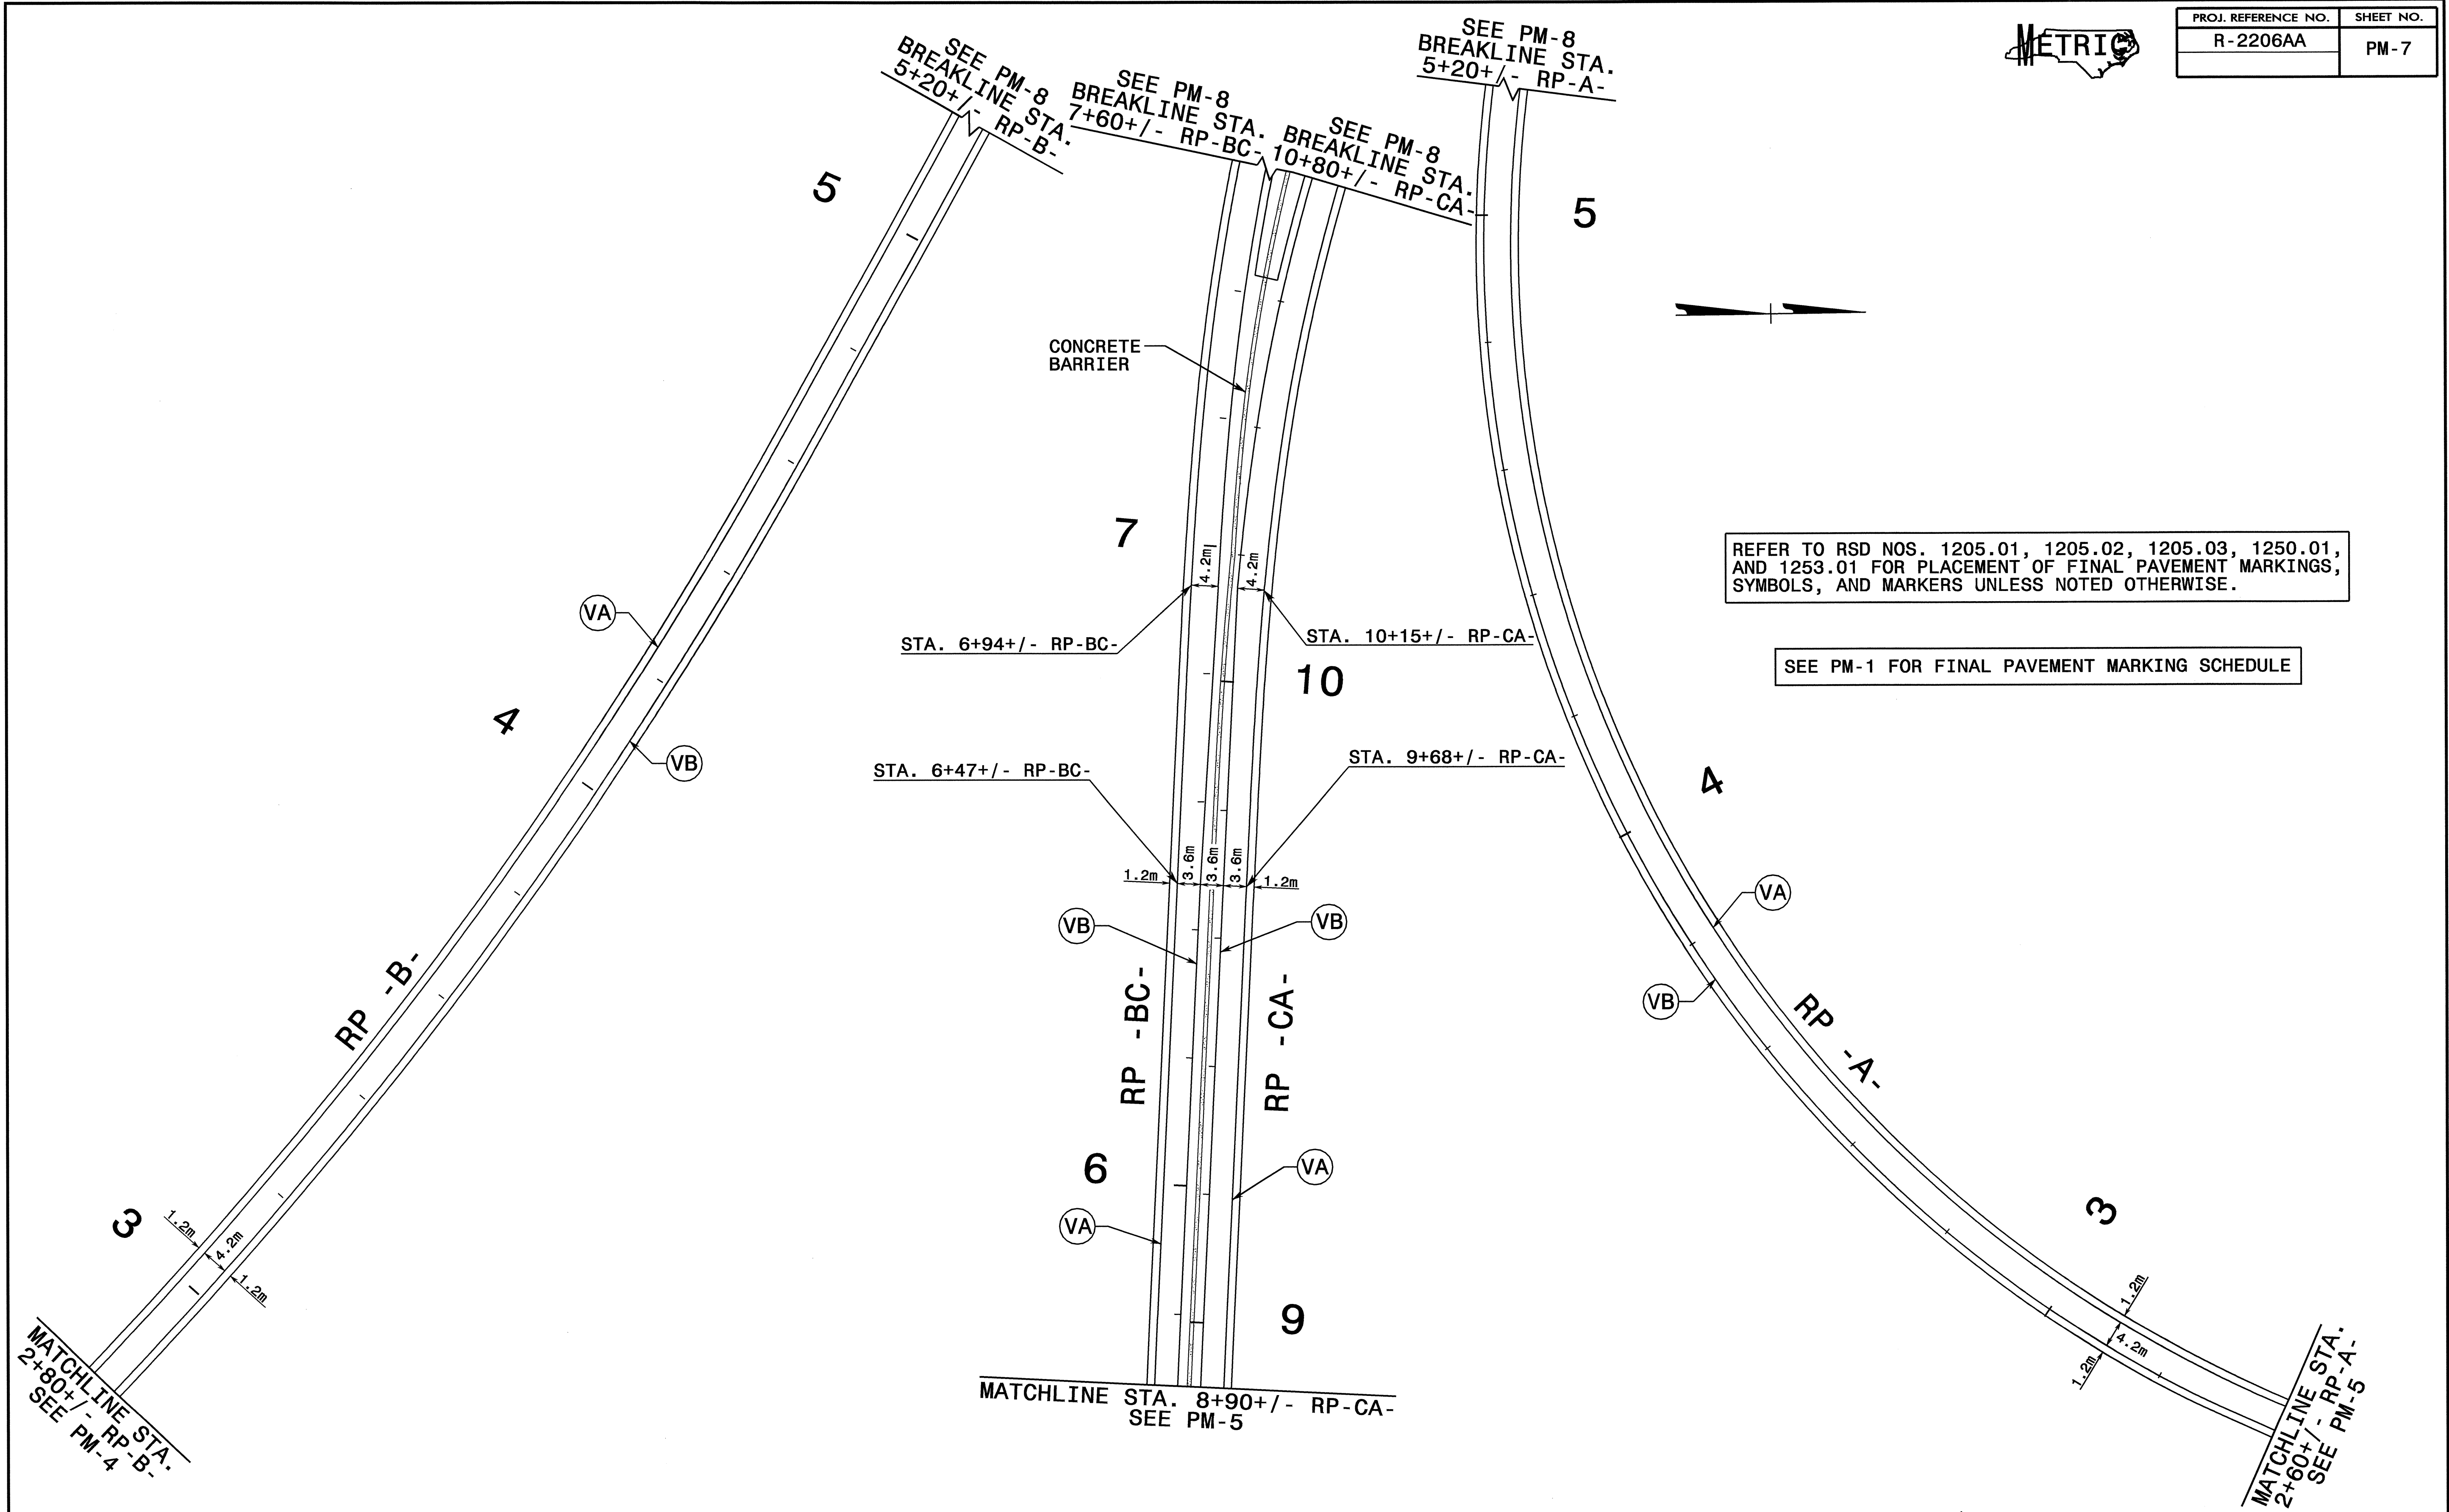 METRIC
PROJ. REFERENCE NO.
SHEET NO.
R-2206AA
PM-7
SEE PM-8
BREAKLINE STA.
5+20+/- RP-B-
SEE PM-8
BREAKLINE STA.
7+60+/- RP-BC-
SEE PM-8
BREAKLINE STA.
10+80+/- RP-CA-
SEE PM-8
BREAKLINE STA.
5+20+/- RP-A-
5
5
CONCRETE
BARRIER
7
4.2m
4.2m
REFER TO RSD NOS. 1205.01, 1205.02, 1205.03, 1250.01,
AND 1253.01 FOR PLACEMENT OF FINAL PAVEMENT MARKINGS,
SYMBOLS, AND MARKERS UNLESS NOTED OTHERWISE.
VA
STA. 6+94+/- RP-BC-
STA. 10+15+/- RP-CA-
SEE PM-1 FOR FINAL PAVEMENT MARKING SCHEDULE
10
4
VB
STA. 6+47+/- RP-BC-
STA. 9+68+/- RP-CA-
4
1.2m
3.6m
3.6m
3.6m
1.2m
VA
VB
VB
VB
RP -B-
RP -BC-
RP -CA-
RP -A-
6
VA
VA
3
1.2m
4.2m
1.2m
3
1.2m
4.2m
1.2m
9
MATCHLINE STA.
2+80+/- RP-B-
SEE PM-4
MATCHLINE STA. 8+90+/- RP-CA-
SEE PM-5
MATCHLINE STA.
2+60+/- RP-A-
SEE PM-5